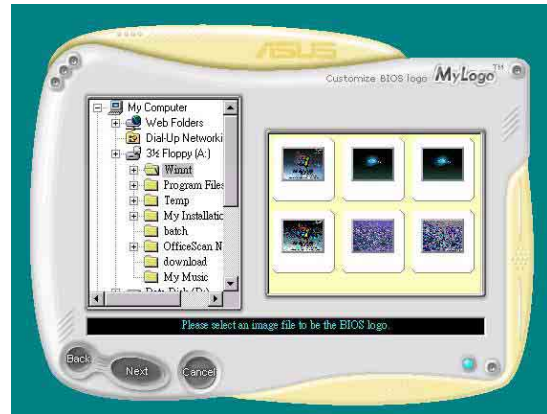 ASUS
Customize BIOS logo MyLogo™
My Computer
Web Folders
Dial-Up Networki
3½ Floppy (A:)
Winnt
Program Files
Temp
My Installatic
batch
OfficeScan N
download
My Music
Please select an image file to be the BIOS logo.
Back
Next
Cancel